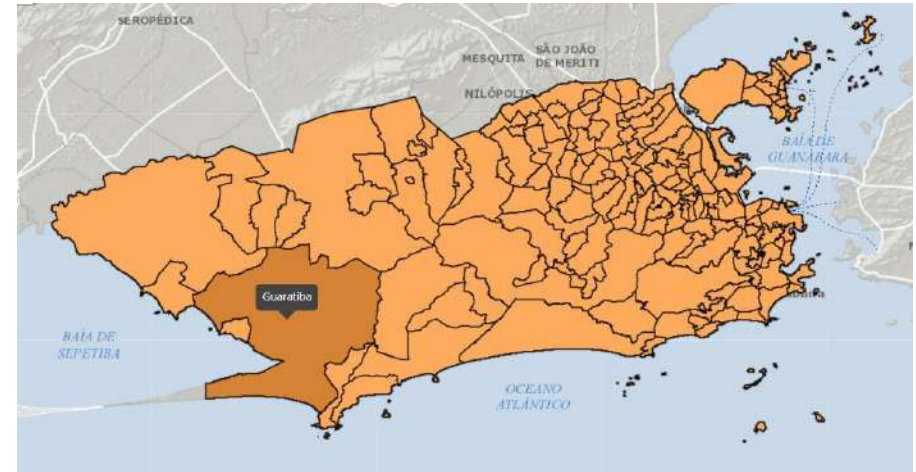 SEROPÉDICA
MESQUITA
SÃO JOÃO
DE MERITI
NILÓPOLIS
BAÍA DE
GUANABARA
Guaratiba
BAÍA DE
SEPETIBA
OCEANO
ATLÂNTICO